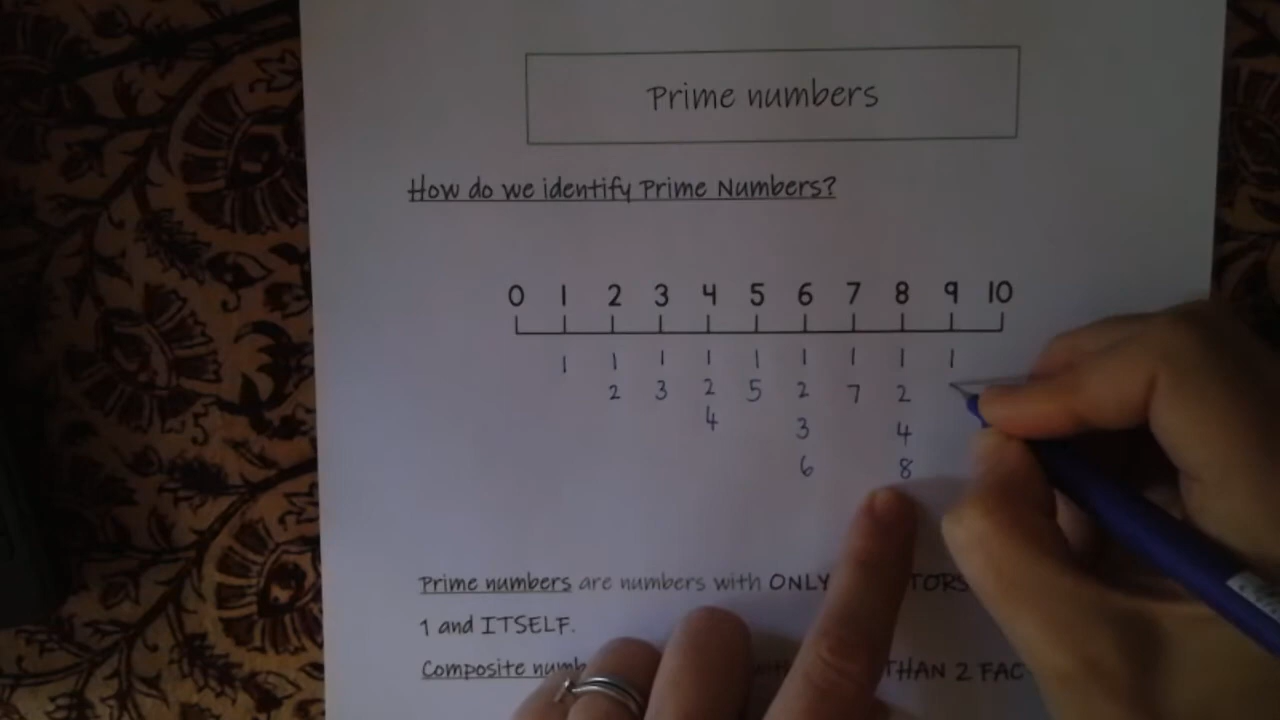 Prime numbers
How do we identify Prime Numbers?
0 1 2 3 4 5 6 7 8 9 10
1 1 1 1 1 1 1 1 1
2 3 2 5 2 7 2
4 3 4
6 8
Prime numbers are numbers with ONLY
1 and ITSELF.
Composite THAN 2